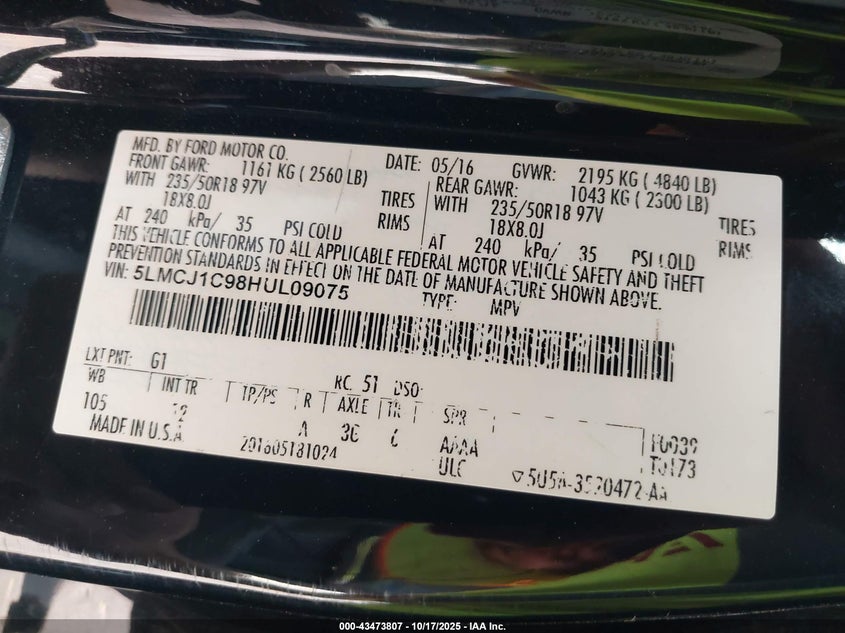 MFD. BY FORD MOTOR CO. DATE: 05/16 GVWR: 2195 KG ( 4840 LB)
FRONT GAWR: 1161 KG ( 2560 LB) REAR GAWR: 1043 KG ( 2300 LB)
WITH 235/50R18 97V TIRES WITH 235/50R18 97V TIRES
18X8.0J RIMS 18X8.0J RIMS
AT 240 kPa/ 35 PSI COLD AT 240 kPa/ 35 PSI COLD
THIS VEHICLE CONFORMS TO ALL APPLICABLE FEDERAL MOTOR VEHICLE SAFETY AND THEFT
PREVENTION STANDARDS IN EFFECT ON THE DATE OF MANUFACTURE SHOWN ABOVE.
VIN: 5LMCJ1C98HUL09075
TYPE: MPV
EXT PNT: G1 RC: 51 DSO:
WB INT TR TP/PS R AXLE TR SPR
105 A 6 AAAA
MADE IN U.S.A. 201605181024 ULC
000-43473807 - 10/17/2025 - IAA Inc.